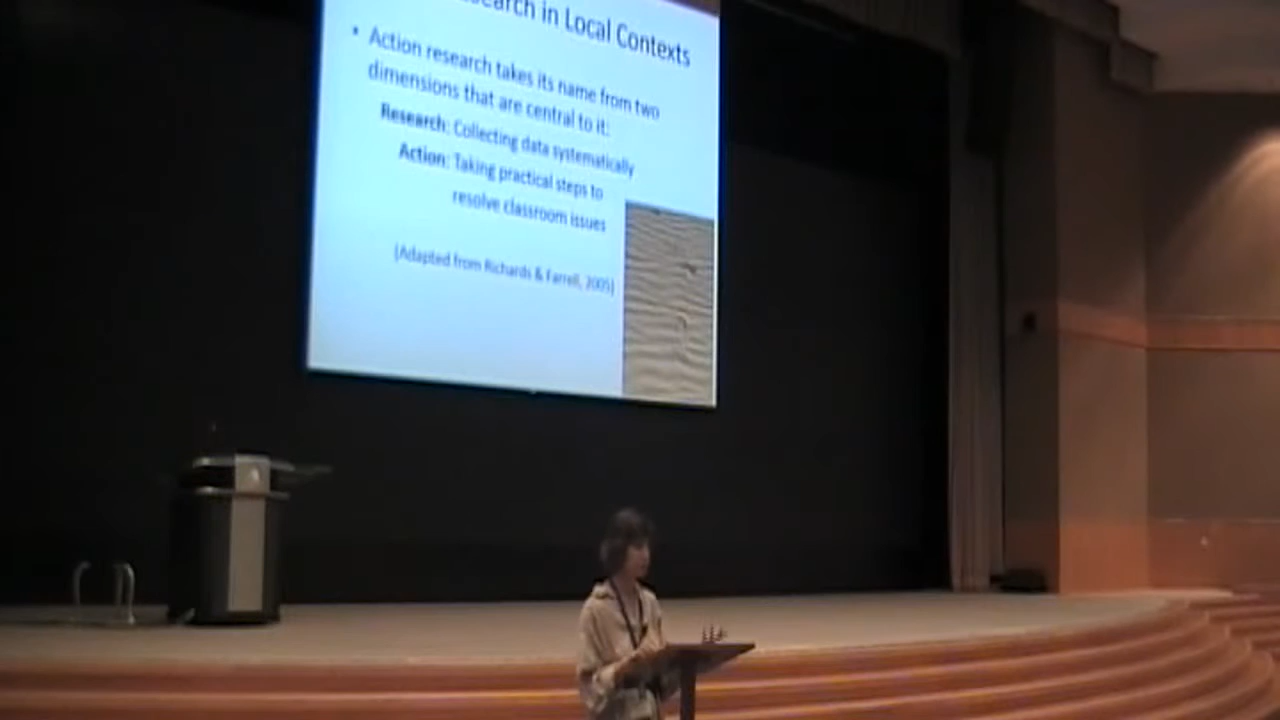 search in Local Contexts
• Action research takes its name from two
dimensions that are central to it:
Research: Collecting data systematically
Action: Taking practical steps to
resolve classroom issues
(Adapted from Richards & Farrell, 2005)